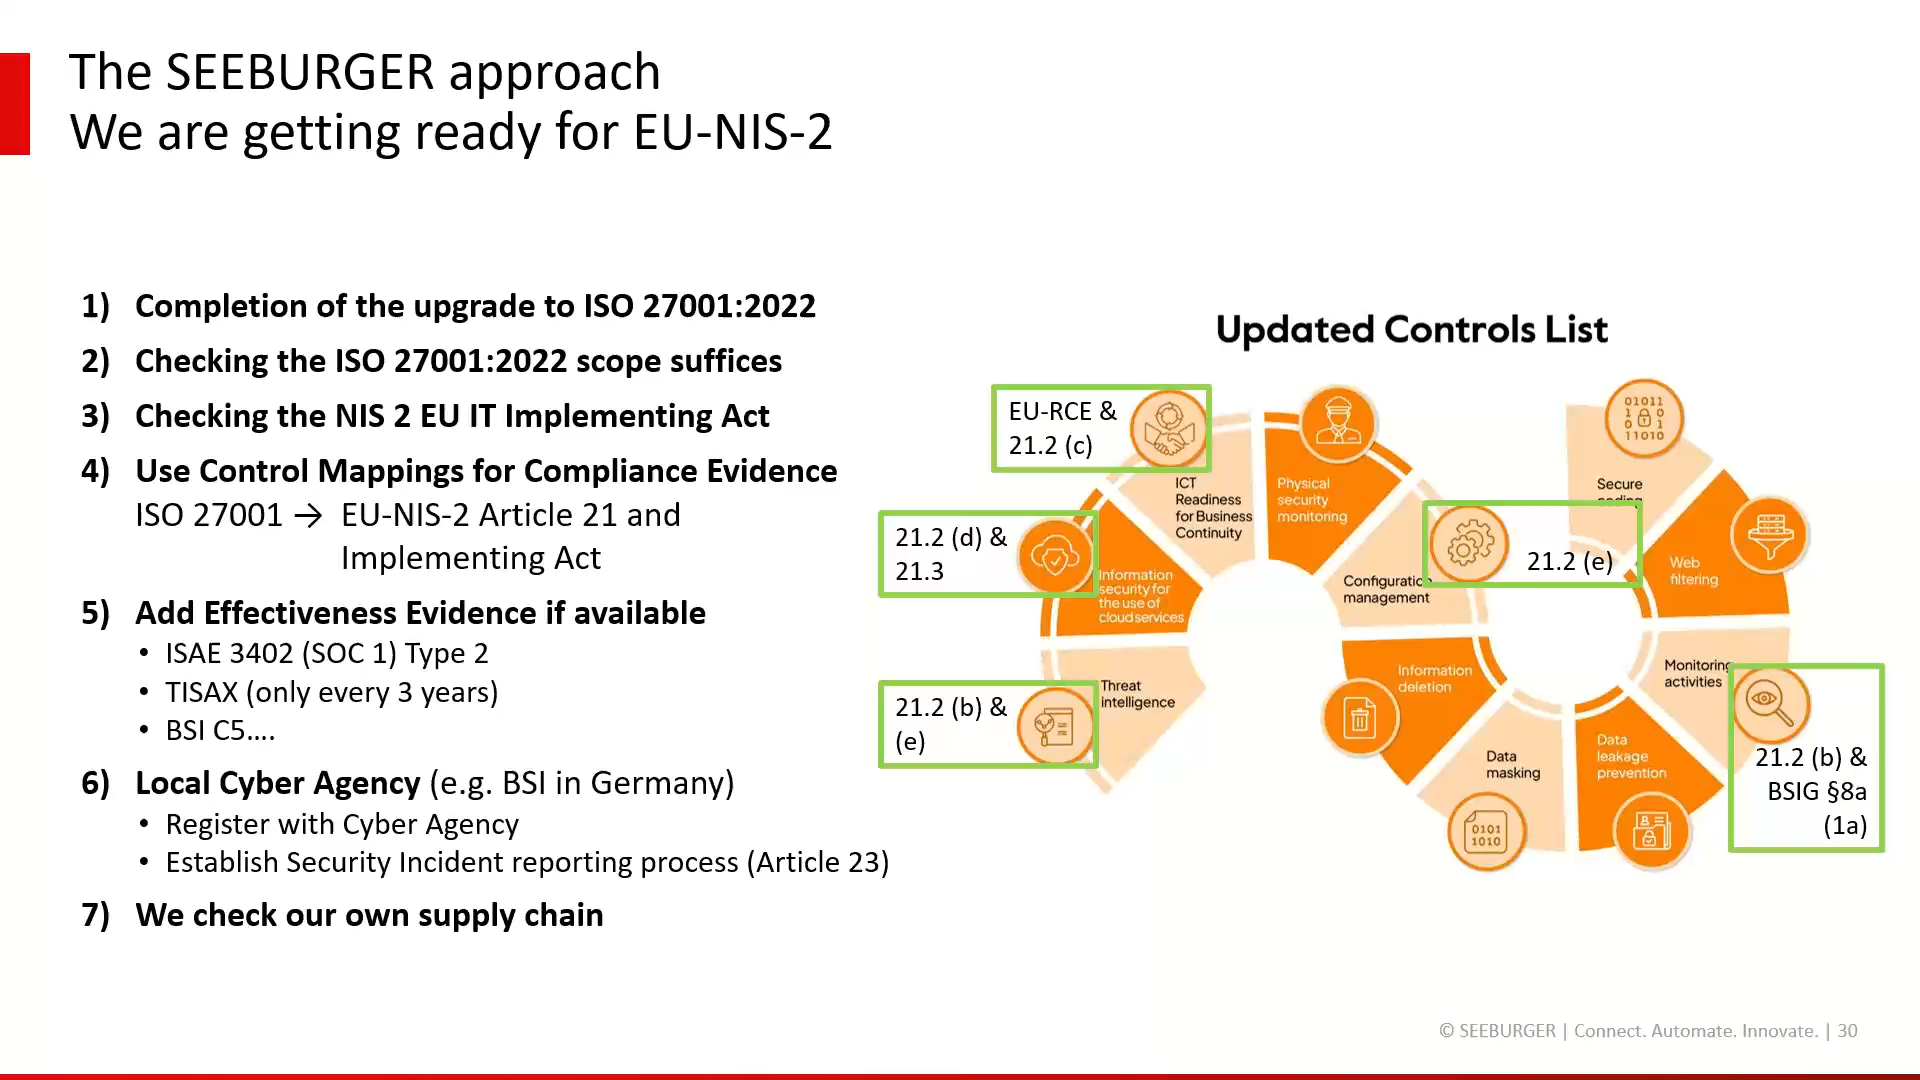 The SEEBURGER approach
We are getting ready for EU-NIS-2
1) Completion of the upgrade to ISO 27001:2022
2) Checking the ISO 27001:2022 scope suffices
3) Checking the NIS 2 EU IT Implementing Act
4) Use Control Mappings for Compliance Evidence
ISO 27001 → EU-NIS-2 Article 21 and
Implementing Act
5) Add Effectiveness Evidence if available
• ISAE 3402 (SOC 1) Type 2
• TISAX (only every 3 years)
• BSI C5....
6) Local Cyber Agency (e.g. BSI in Germany)
• Register with Cyber Agency
• Establish Security Incident reporting process (Article 23)
7) We check our own supply chain
Updated Controls List
EU-RCE &
21.2 (c)
21.2 (d) &
21.3
21.2 (b) &
(e)
Threat
intelligence
Information
security for
the use of
cloud services
ICT
Readiness
for Business
Continuity
Physical
security
monitoring
Configuration
management
21.2 (e)
Information
deletion
Data
masking
Data
leakage
prevention
Monitoring
activities
21.2 (b) &
BSIG §8a
(1a)
Web
filtering
Secure
coding
01011
1 0
0 1
11010
0101
1010
© SEEBURGER | Connect. Automate. Innovate. | 30